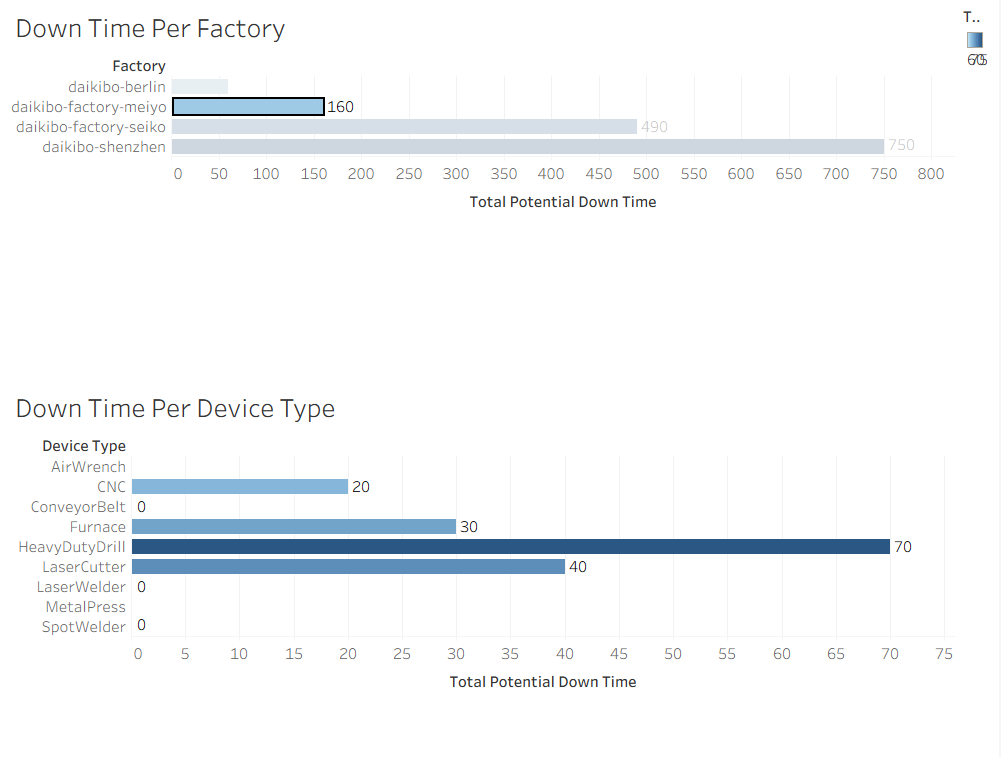 Down Time Per Factory
T..
Factory
daikibo-berlin
daikibo-factory-meiyo 160
daikibo-factory-seiko 490
daikibo-shenzhen 750
0 50 100 150 200 250 300 350 400 450 500 550 600 650 700 750 800
Total Potential Down Time
Down Time Per Device Type
Device Type
AirWrench
CNC 20
ConveyorBelt 0
Furnace 30
HeavyDutyDrill 70
LaserCutter 40
LaserWelder 0
MetalPress
SpotWelder 0
0 5 10 15 20 25 30 35 40 45 50 55 60 65 70 75
Total Potential Down Time